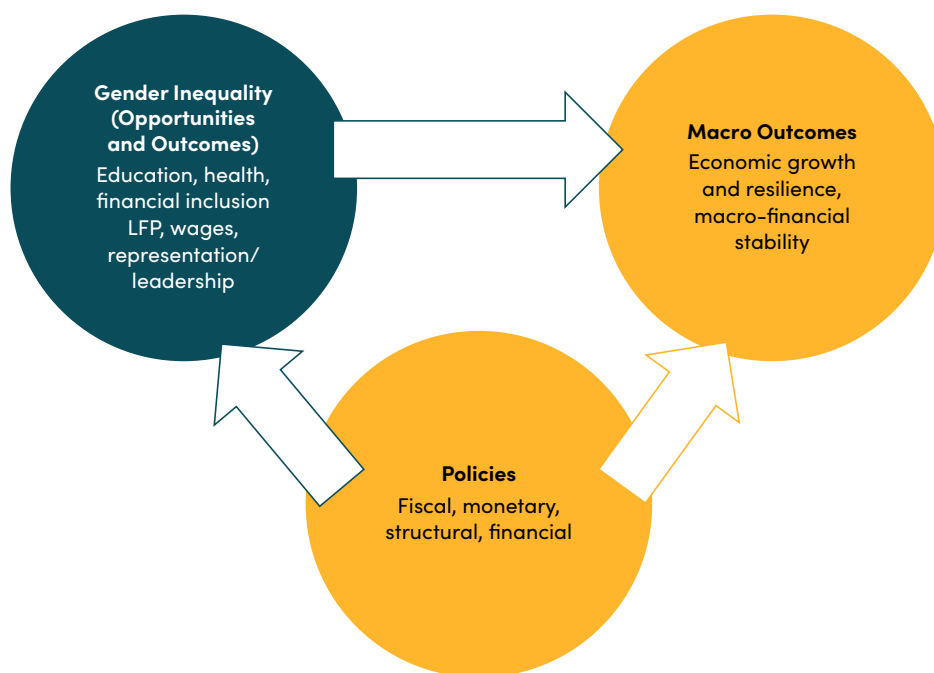 Gender Inequality
(Opportunities
and Outcomes)
Education, health,
financial inclusion
LFP, wages,
representation/
leadership
Macro Outcomes
Economic growth
and resilience,
macro-financial
stability
Policies
Fiscal, monetary,
structural, financial